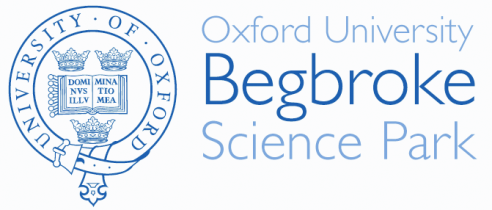 UNIVERSITY · OF · OXFORD
DOMI MINA
NVS TIO
ILLV MEA
Oxford University
Begbroke
Science Park